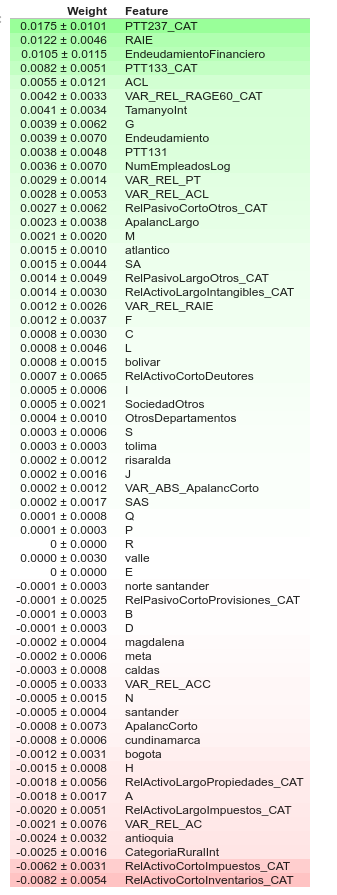 Weight Feature
0.0175 ± 0.0101 PTT237_CAT
0.0122 ± 0.0046 RAIE
0.0105 ± 0.0115 EndeudamientoFinanciero
0.0082 ± 0.0051 PTT133_CAT
0.0055 ± 0.0121 ACL
0.0042 ± 0.0033 VAR_REL_RAGE60_CAT
0.0041 ± 0.0034 TamanyoInt
0.0039 ± 0.0062 G
0.0039 ± 0.0070 Endeudamiento
0.0038 ± 0.0048 PTT131
0.0036 ± 0.0070 NumEmpleadosLog
0.0029 ± 0.0014 VAR_REL_PT
0.0028 ± 0.0053 VAR_REL_ACL
0.0027 ± 0.0062 RelPasivoCortoOtros_CAT
0.0023 ± 0.0038 ApalancLargo
0.0021 ± 0.0020 M
0.0015 ± 0.0010 atlantico
0.0015 ± 0.0044 SA
0.0014 ± 0.0049 RelPasivoLargoOtros_CAT
0.0014 ± 0.0030 RelActivoLargoIntangibles_CAT
0.0012 ± 0.0026 VAR_REL_RAIE
0.0012 ± 0.0037 F
0.0008 ± 0.0030 C
0.0008 ± 0.0046 L
0.0008 ± 0.0015 bolivar
0.0007 ± 0.0065 RelActivoCortoDeutores
0.0005 ± 0.0006 I
0.0005 ± 0.0021 SociedadOtros
0.0004 ± 0.0010 OtrosDepartamentos
0.0003 ± 0.0006 S
0.0003 ± 0.0003 tolima
0.0002 ± 0.0012 risaralda
0.0002 ± 0.0016 J
0.0002 ± 0.0012 VAR_ABS_ApalancCorto
0.0002 ± 0.0017 SAS
0.0001 ± 0.0008 Q
0.0001 ± 0.0003 P
0 ± 0.0000 R
0.0000 ± 0.0030 valle
0 ± 0.0000 E
-0.0001 ± 0.0003 norte santander
-0.0001 ± 0.0025 RelPasivoCortoProvisiones_CAT
-0.0001 ± 0.0003 B
-0.0001 ± 0.0003 D
-0.0002 ± 0.0004 magdalena
-0.0002 ± 0.0006 meta
-0.0003 ± 0.0008 caldas
-0.0005 ± 0.0033 VAR_REL_ACC
-0.0005 ± 0.0015 N
-0.0005 ± 0.0004 santander
-0.0008 ± 0.0073 ApalancCorto
-0.0008 ± 0.0006 cundinamarca
-0.0012 ± 0.0031 bogota
-0.0015 ± 0.0008 H
-0.0018 ± 0.0056 RelActivoLargoPropiedades_CAT
-0.0018 ± 0.0017 A
-0.0020 ± 0.0051 RelActivoLargoImpuestos_CAT
-0.0021 ± 0.0076 VAR_REL_AC
-0.0024 ± 0.0032 antioquia
-0.0025 ± 0.0016 CategoriaRuralInt
-0.0062 ± 0.0031 RelActivoCortoImpuestos_CAT
-0.0082 ± 0.0054 RelActivoCortoInventarios_CAT